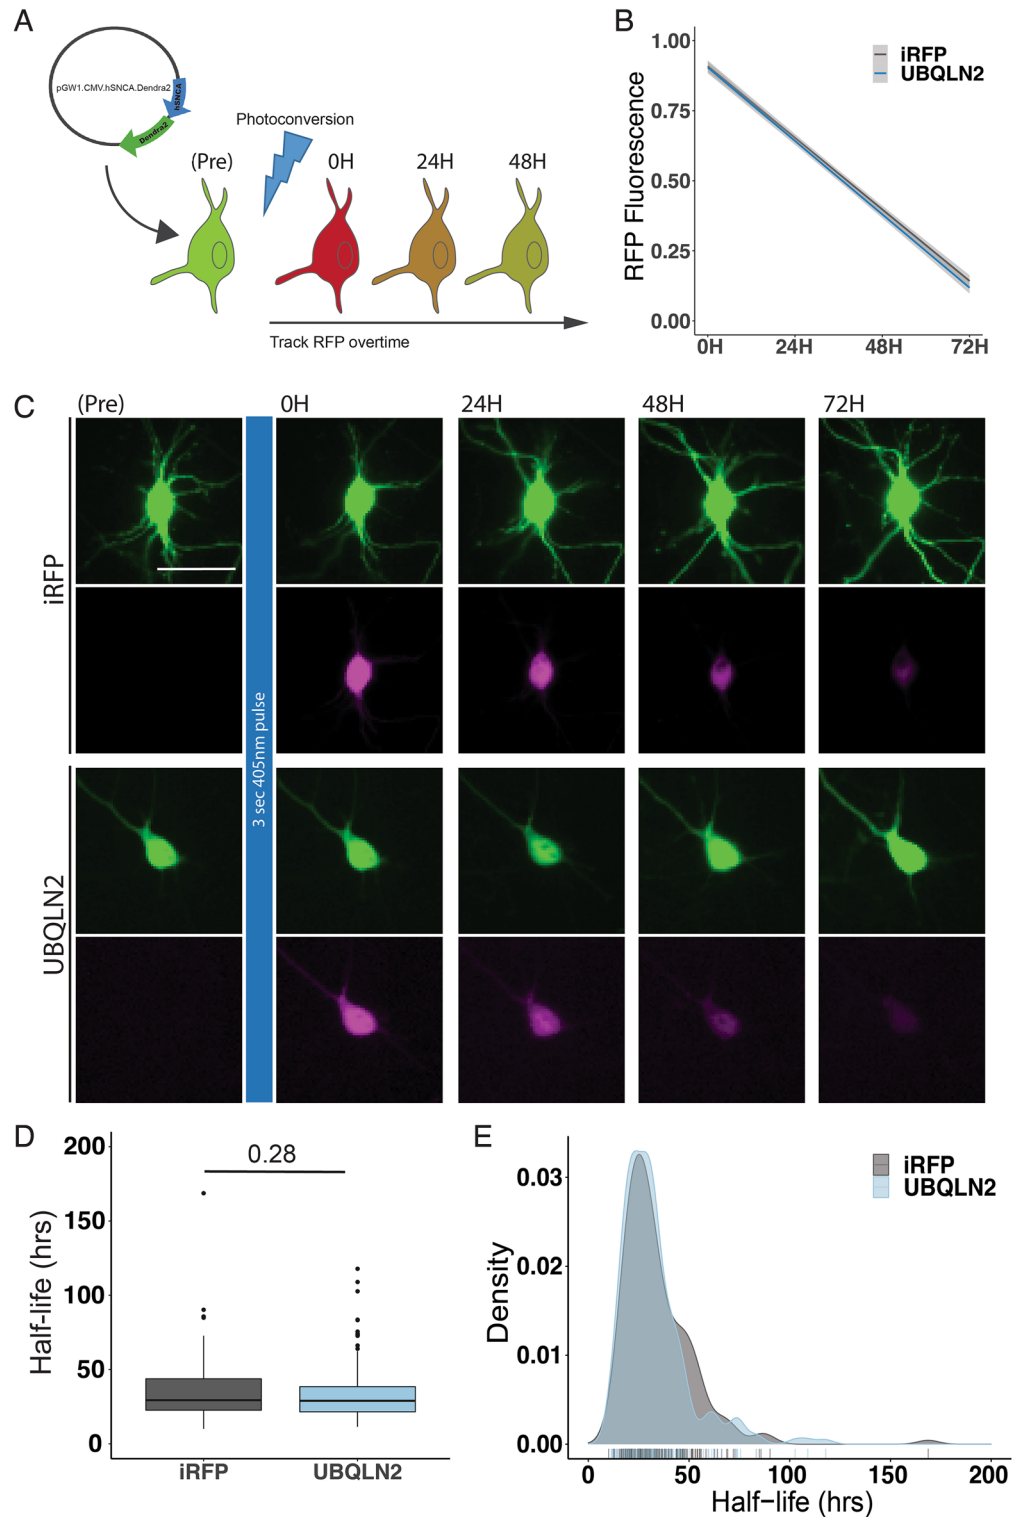 A
pGW1.CMV.hSNCA.Dendra2
hSNCA
Dendra2
Photoconversion
(Pre)
0H
24H
48H
Track RFP overtime
B
1.00
0.75
0.50
0.25
0.00
RFP Fluorescence
iRFP
UBQLN2
0H
24H
48H
72H
C
(Pre)
0H
24H
48H
72H
iRFP
3 sec 405nm pulse
UBQLN2
D
200
150
100
50
0
Half-life (hrs)
0.28
iRFP
UBQLN2
E
0.03
0.02
0.01
0.00
Density
iRFP
UBQLN2
0
50
100
150
200
Half−life (hrs)